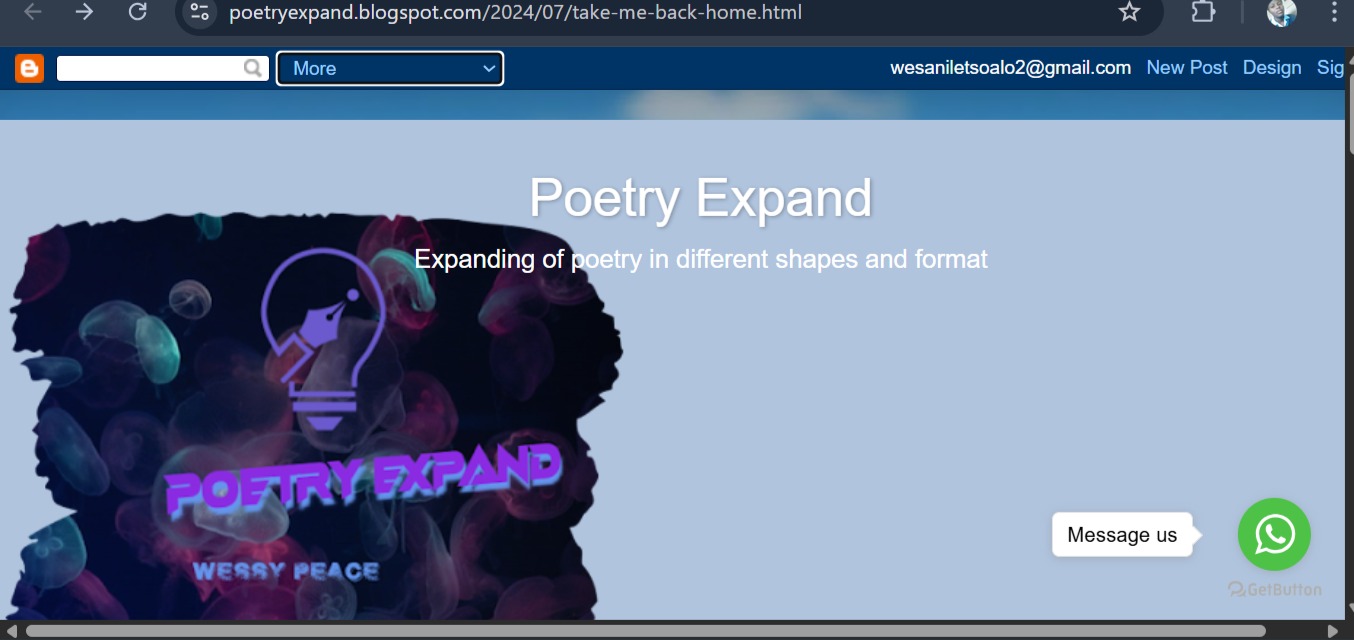 poetryexpand.blogspot.com/2024/07/take-me-back-home.html
More
wesaniletsoalo2@gmail.com New Post Design Sig
Poetry Expand
Expanding of poetry in different shapes and format
POETRY EXPAND
WESSY PEACE
Message us
GetButton